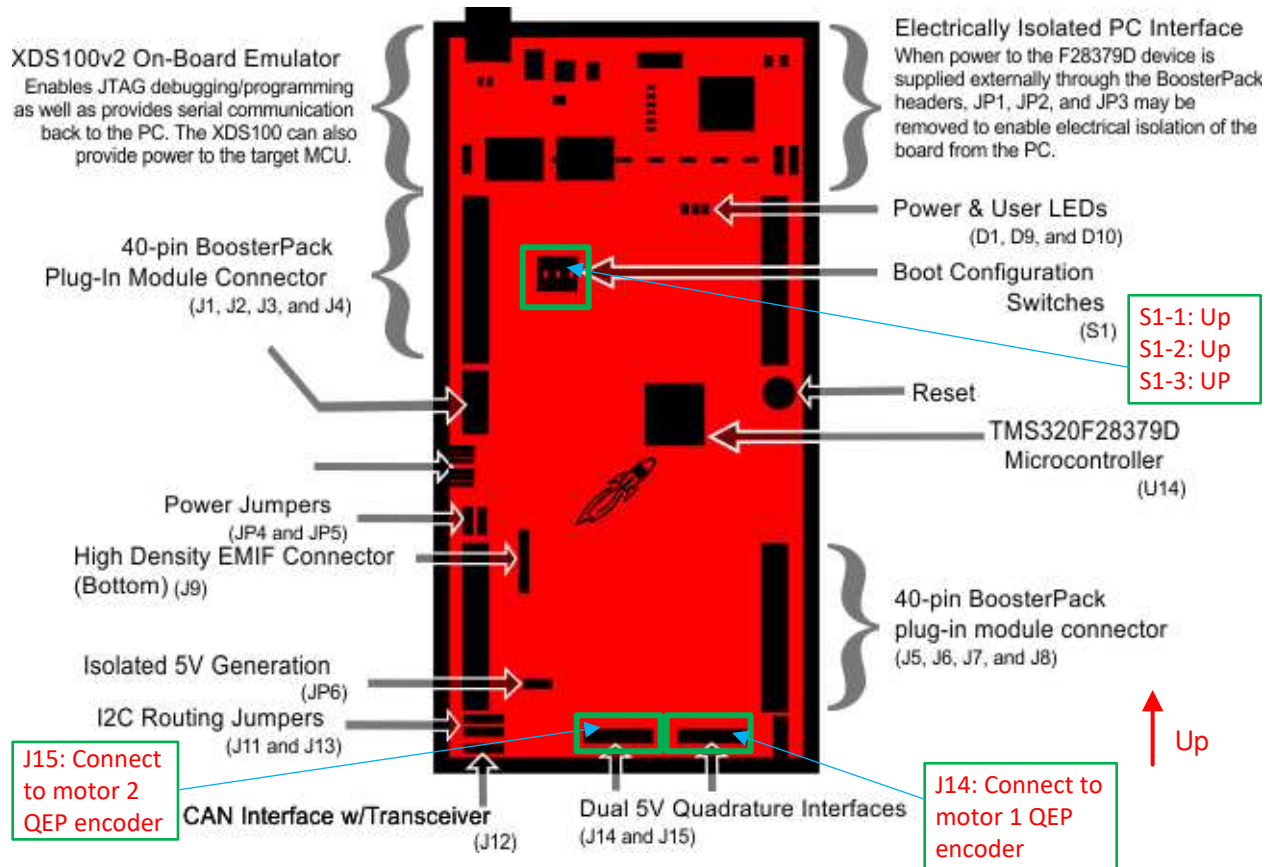 XDS100v2 On-Board Emulator
Enables JTAG debugging/programming
as well as provides serial communication
back to the PC. The XDS100 can also
provide power to the target MCU.
Electrically Isolated PC Interface
When power to the F28379D device is
supplied externally through the BoosterPack
headers, JP1, JP2, and JP3 may be
removed to enable electrical isolation of the
board from the PC.
40-pin BoosterPack
Plug-In Module Connector
(J1, J2, J3, and J4)
Power & User LEDs
(D1, D9, and D10)
Boot Configuration
Switches
(S1)
S1-1: Up
S1-2: Up
S1-3: UP
Reset
TMS320F28379D
Microcontroller
(U14)
Power Jumpers
(JP4 and JP5)
High Density EMIF Connector
(Bottom) (J9)
40-pin BoosterPack
plug-in module connector
(J5, J6, J7, and J8)
Isolated 5V Generation
(JP6)
I2C Routing Jumpers
(J11 and J13)
Up
J15: Connect
to motor 2
QEP encoder
CAN Interface w/Transceiver
(J12)
Dual 5V Quadrature Interfaces
(J14 and J15)
J14: Connect to
motor 1 QEP
encoder